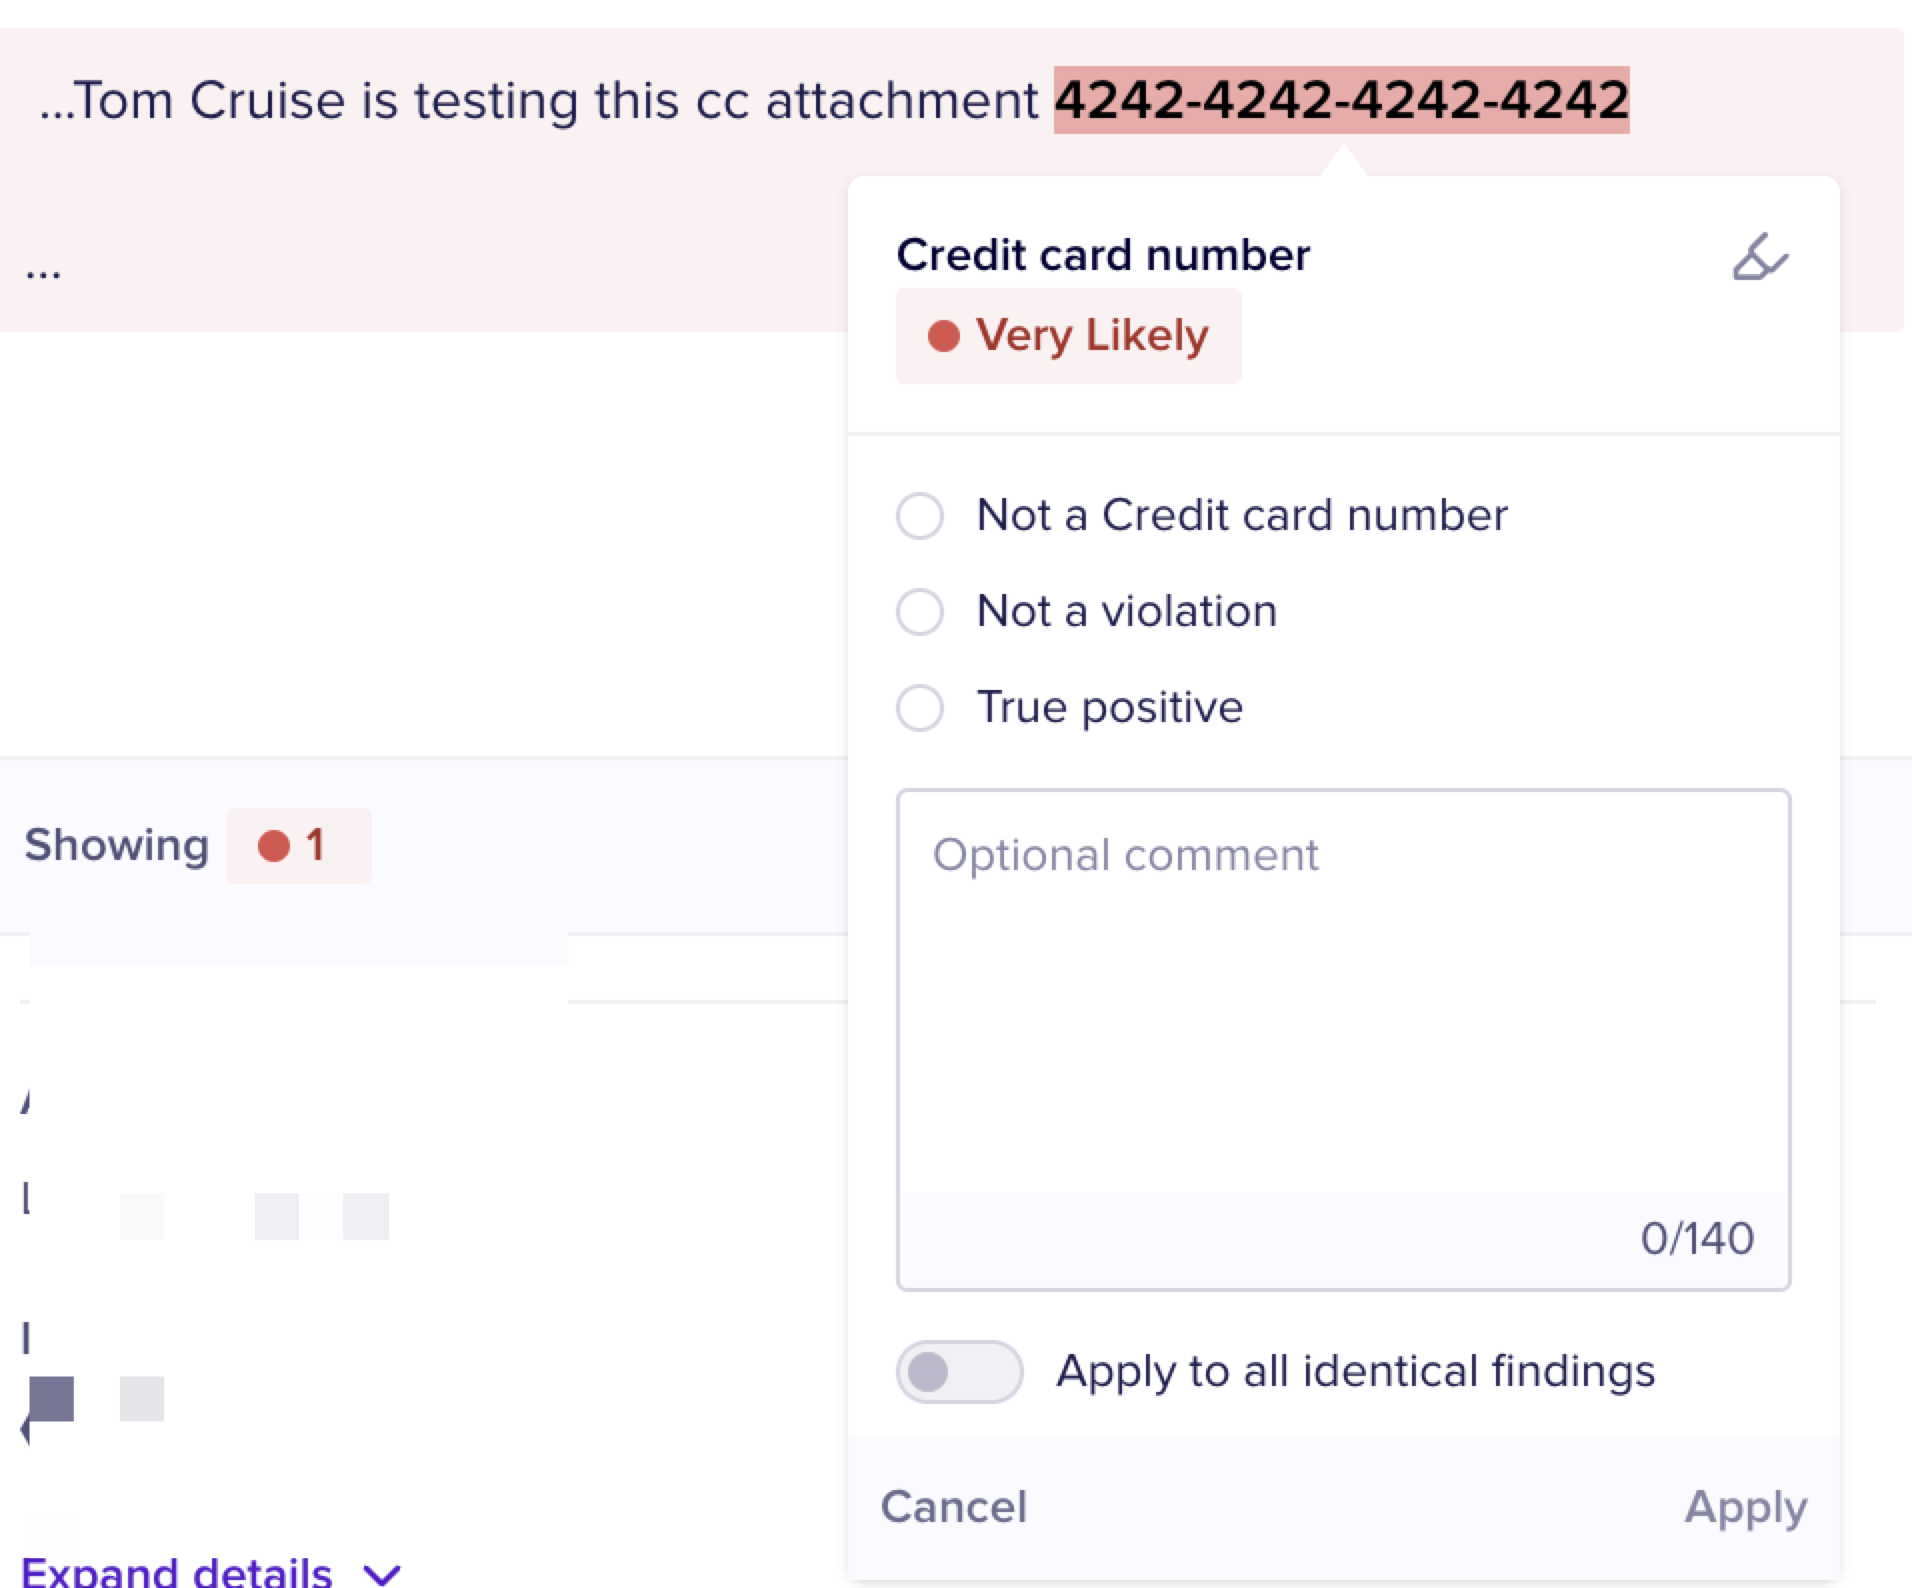 ...Tom Cruise is testing this cc attachment 4242-4242-4242-4242
...
Credit card number
Very Likely
Not a Credit card number
Not a violation
True positive
Showing 1
Optional comment
0/140
Apply to all identical findings
Cancel
Apply
Expand details